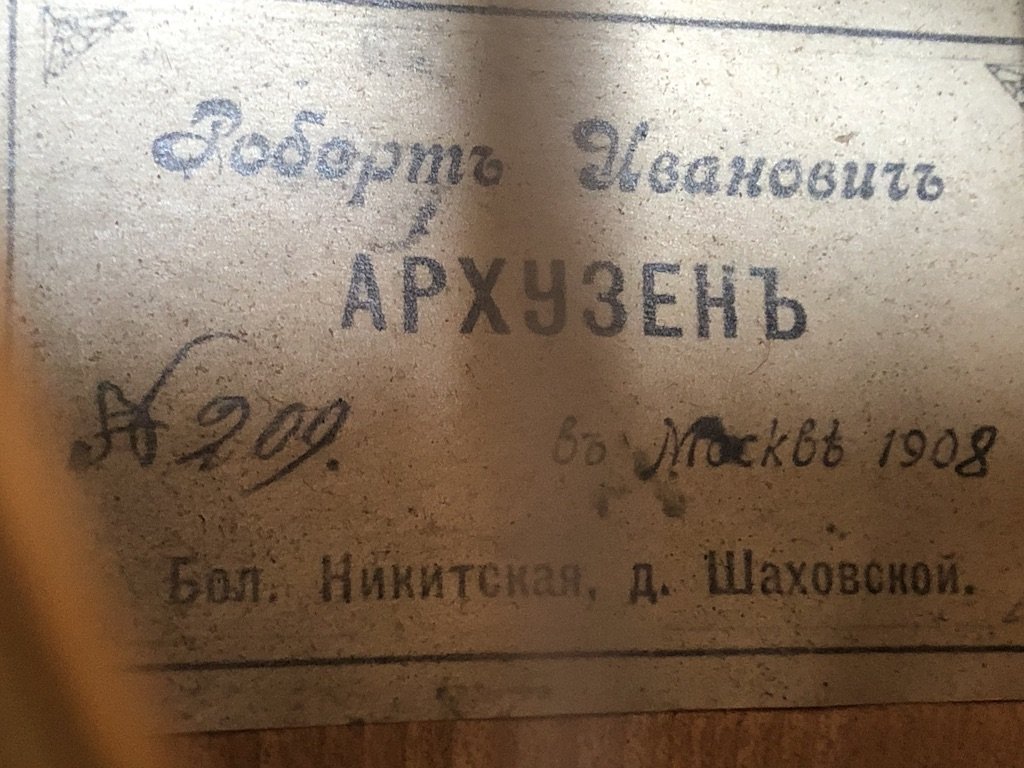 Робертъ Ивановичъ
АРХУЗЕНЪ
№ 209. въ Москвѣ 1908
Бол. Никитская, д. Шаховской.